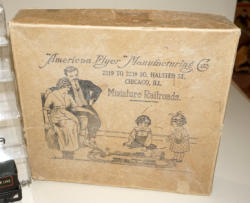 "American Flyer" Manufacturing Co
2219 TO 2239 SO. HALSTED ST.
CHICAGO, ILL.
Miniature Railroads.